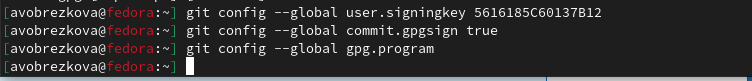 [avobrezkova@fedora:~] git config --global user.signingkey 5616185C60137B12
[avobrezkova@fedora:~] git config --global commit.gpgsign true
[avobrezkova@fedora:~] git config --global gpg.program
[avobrezkova@fedora:~]